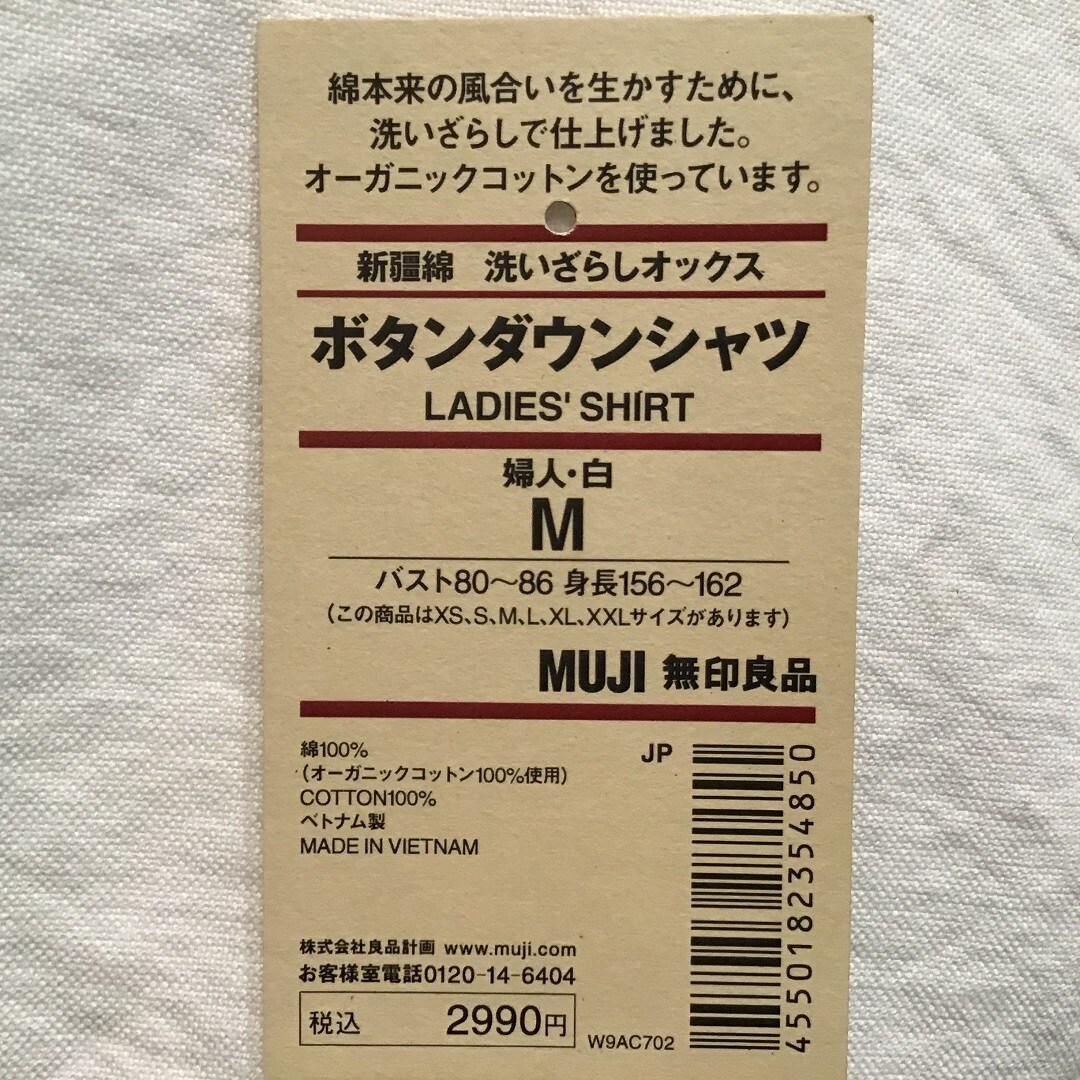 綿本来の風合いを生かすために、
洗いざらしで仕上げました。
オーガニックコットンを使っています。
新疆綿 洗いざらしオックス
ボタンダウンシャツ
LADIES' SHIRT
婦人・白
M
バスト80〜86 身長156〜162
(この商品はXS、S、M、L、XL、XXLサイズがあります)
MUJI 無印良品
綿100%
(オーガニックコットン100%使用)
COTTON100%
ベトナム製
MADE IN VIETNAM
株式会社良品計画 www.muji.com
お客様室電話0120-14-6404
税込 2990円
W9AC702
JP
4550182354850